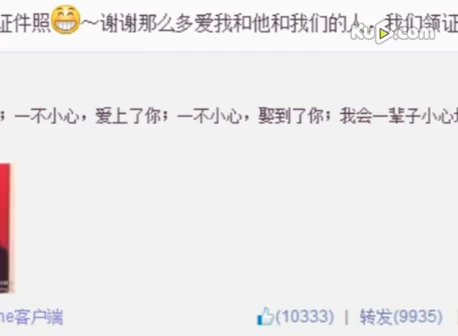 证件照～谢谢那么多爱我和他和我们的人，我们领证
Ku6.com
；一不小心，爱上了你；一不小心，娶到了你；我会一辈子小心
ne客户端
(10333) | 转发(9935)